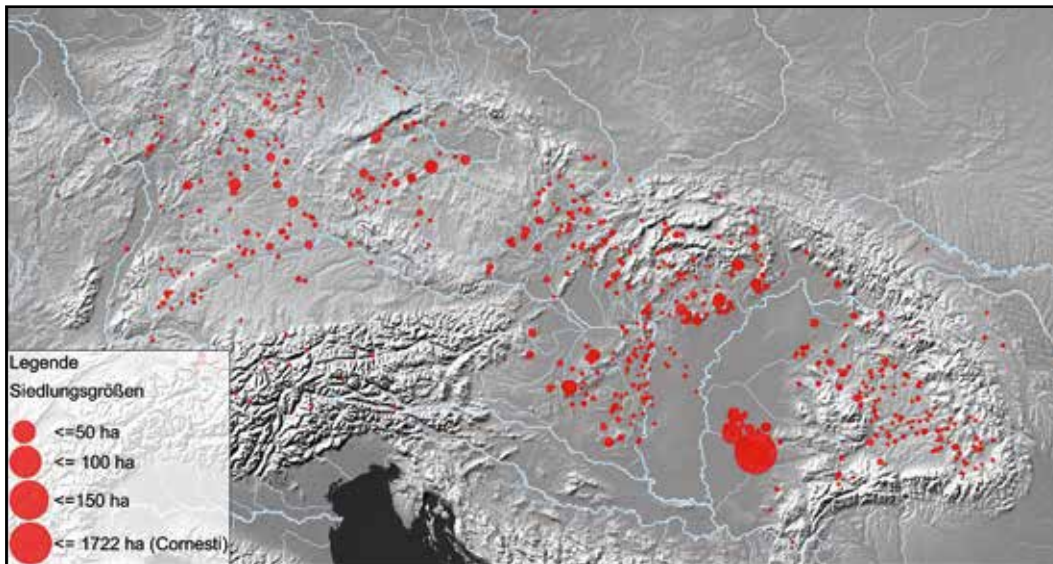 Legende
Siedlungsgrößen
<=50 ha
<= 100 ha
<=150 ha
<= 1722 ha (Cornesti)